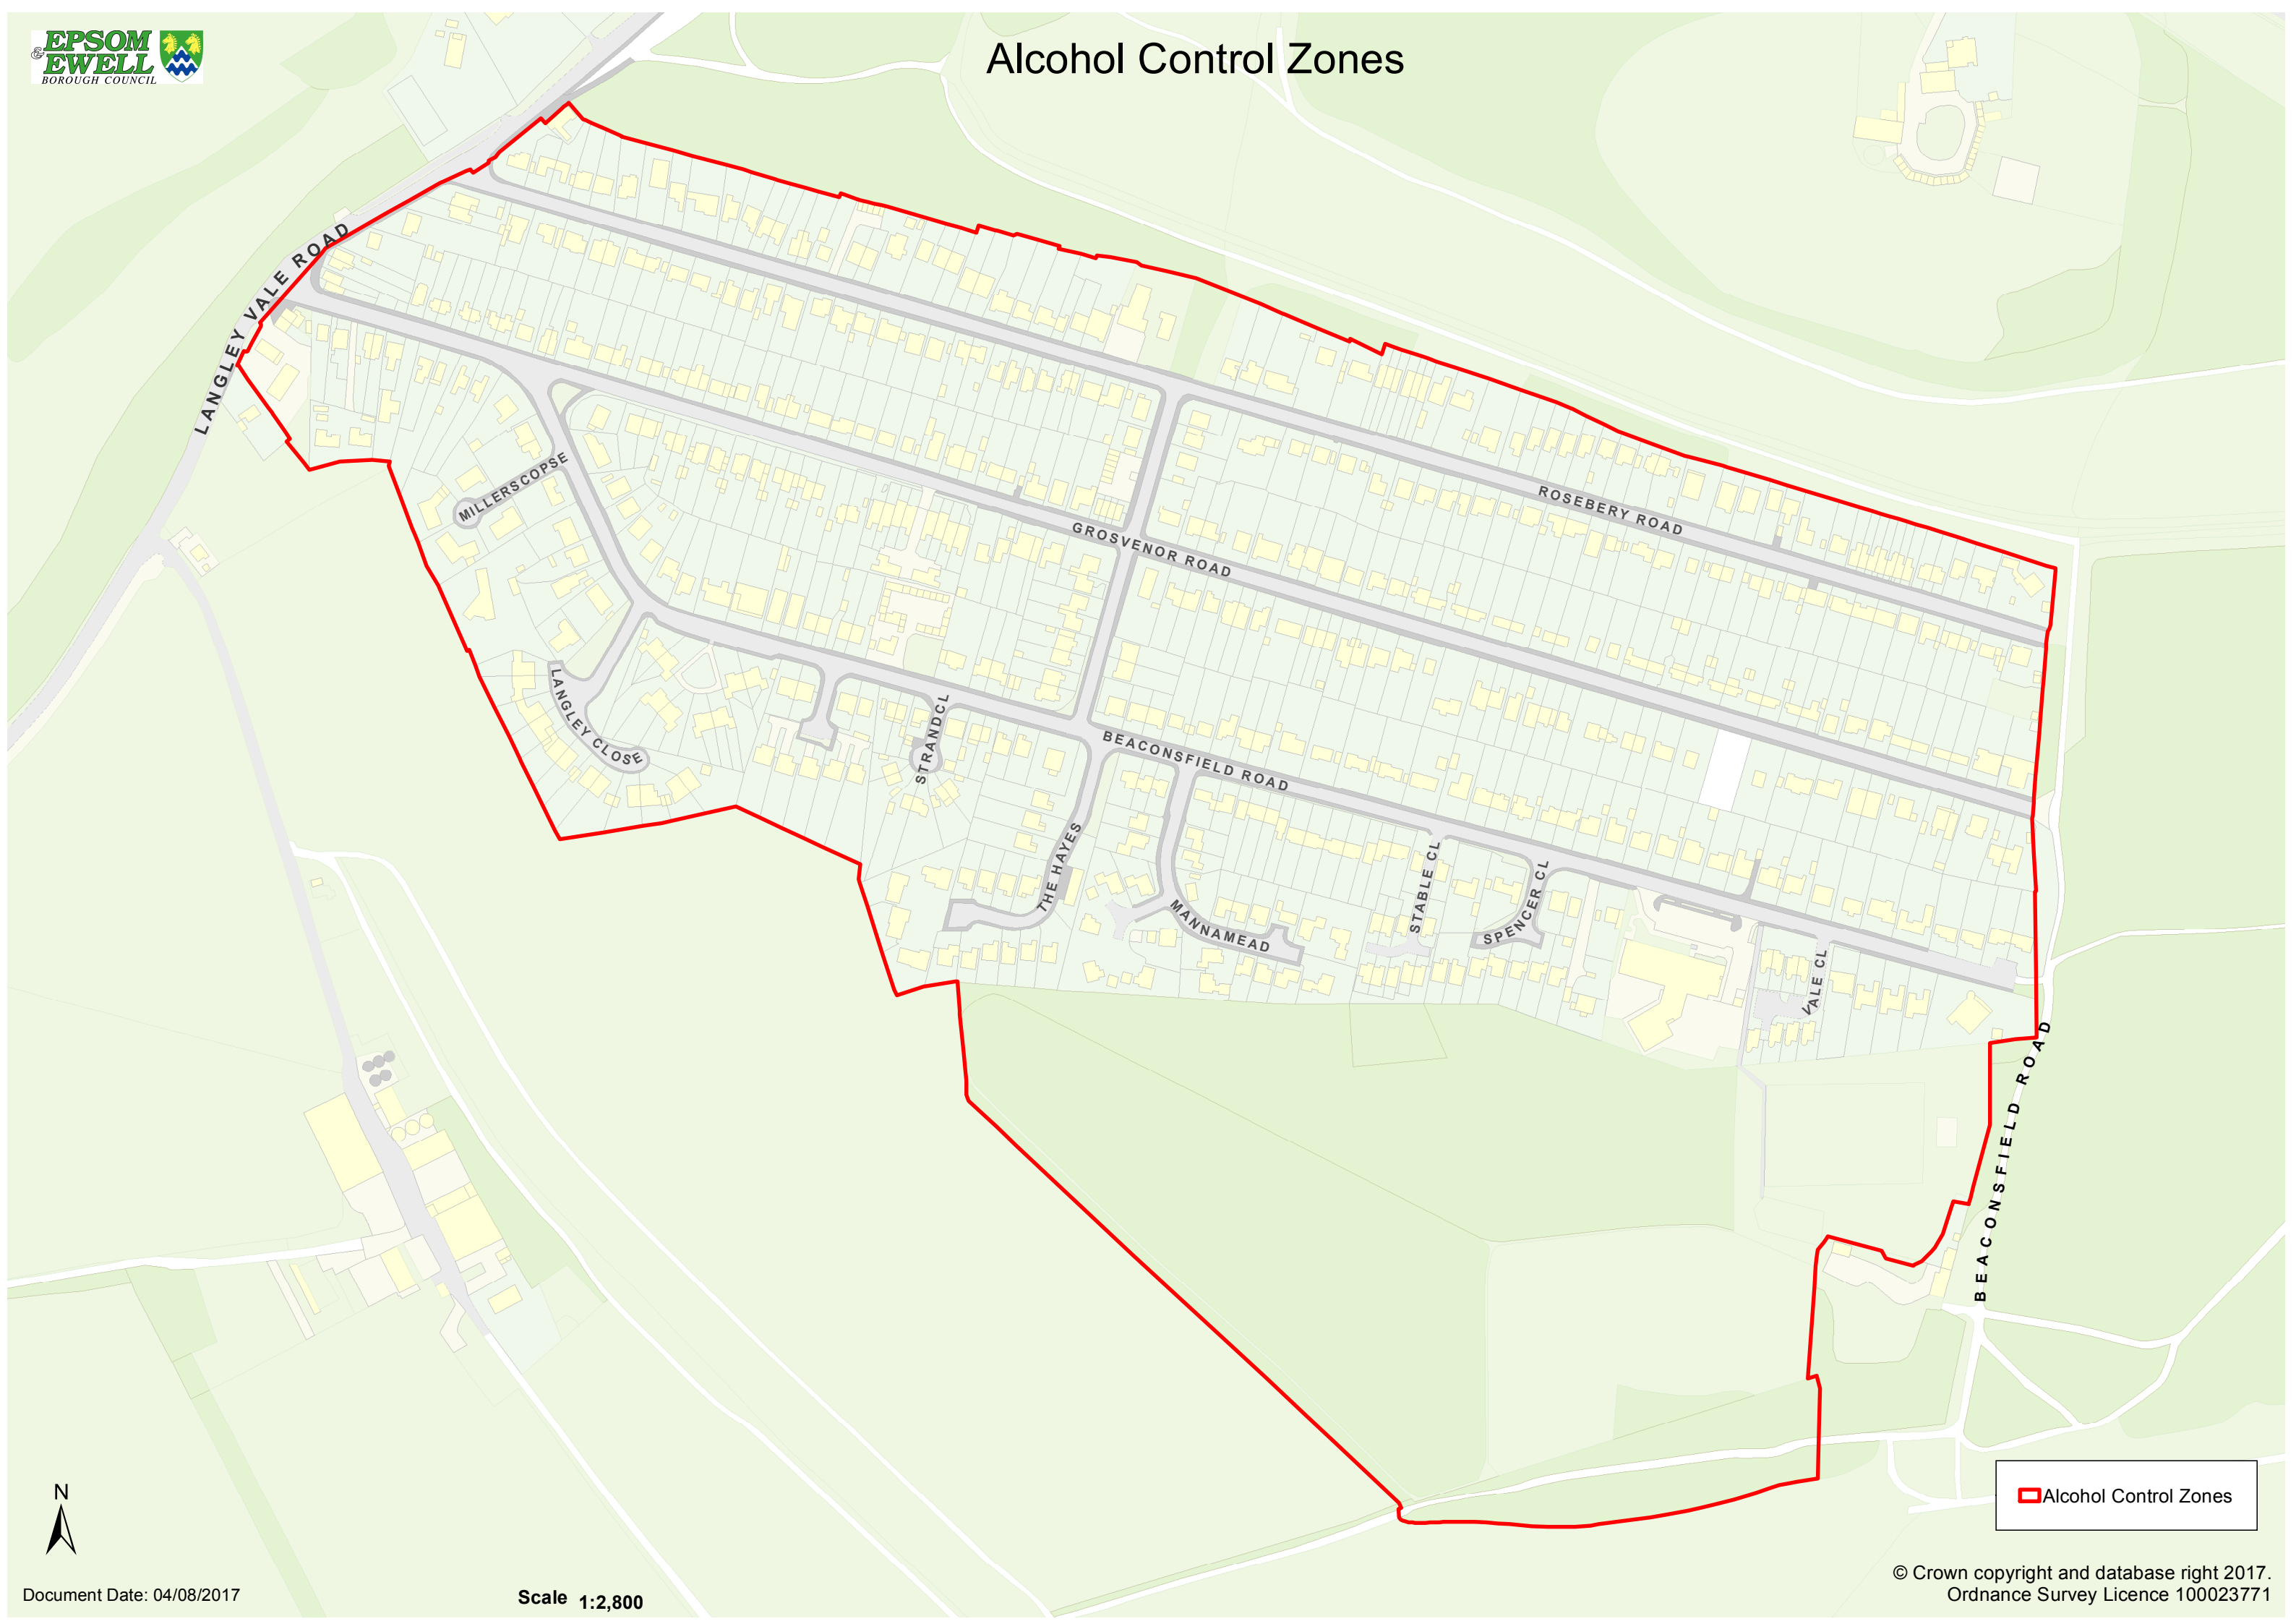 & EPSOM
EWELL
BOROUGH COUNCIL
Alcohol Control Zones
LANGLEY VALE ROAD
MILLERSCOPSE
GROSVENOR ROAD
ROSEBERY ROAD
LANGLEY CLOSE
STRANDCL
BEACONSFIELD ROAD
THE HAYES
MANNAMEAD
STABLE CL
SPENCER CL
VALE CL
BEACONSFIELD ROAD
N
Alcohol Control Zones
Document Date: 04/08/2017
Scale 1:2,800
© Crown copyright and database right 2017.
Ordnance Survey Licence 100023771